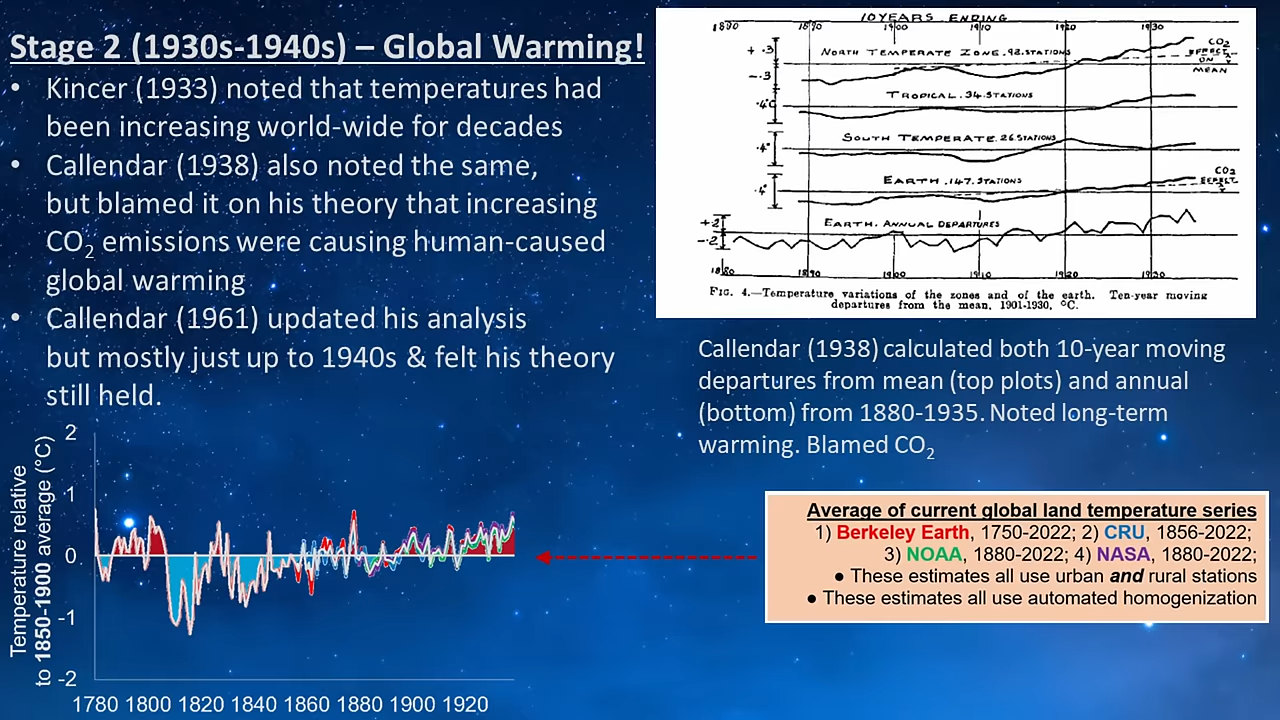 Stage 2 (1930s-1940s) – Global Warming!
• Kincer (1933) noted that temperatures had
been increasing world-wide for decades
• Callendar (1938) also noted the same,
but blamed it on his theory that increasing
CO2 emissions were causing human-caused
global warming
• Callendar (1961) updated his analysis
but mostly just up to 1940s & felt his theory
still held.
10 YEARS ENDING
1880 1890 1900 1910 1920 1930
+.3
-.3
NORTH TEMPERATE ZONE. 92. STATIONS
CO2 EFFECT ON MEAN
TROPICAL. 34. STATIONS
SOUTH TEMPERATE. 26. STATIONS
.4°
EARTH. 147. STATIONS
CO2 EFFECT
.4°
EARTH. ANNUAL DEPARTURES
+.2
-.2
1880 1890 1900 1910 1920 1930
FIG. 4.—Temperature variations of the zones and of the earth. Ten-year moving
departures from the mean, 1901-1930, °C.
Callendar (1938) calculated both 10-year moving
departures from mean (top plots) and annual
(bottom) from 1880-1935. Noted long-term
warming. Blamed CO2
Temperature relative
to 1850-1900 average (°C)
2
1
0
-1
-2
1780 1800 1820 1840 1860 1880 1900 1920
Average of current global land temperature series
1) Berkeley Earth, 1750-2022; 2) CRU, 1856-2022;
3) NOAA, 1880-2022; 4) NASA, 1880-2022;
● These estimates all use urban and rural stations
● These estimates all use automated homogenization